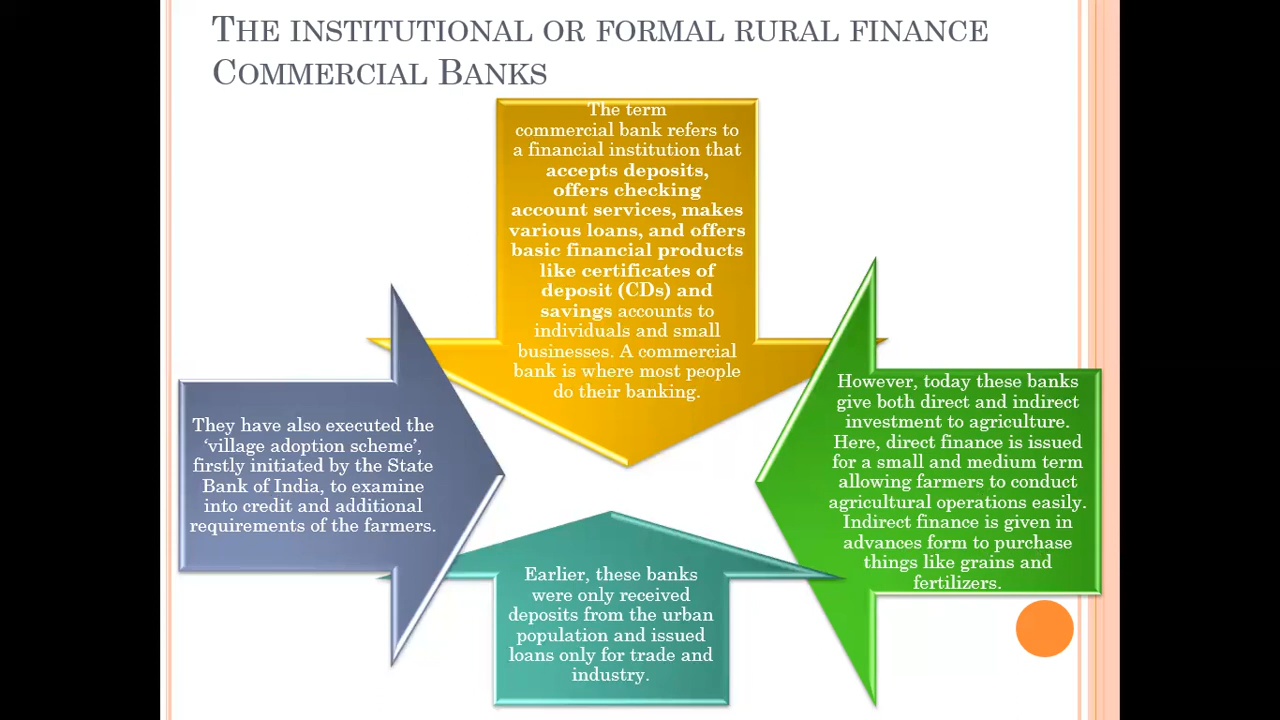 THE INSTITUTIONAL OR FORMAL RURAL FINANCE
COMMERCIAL BANKS
The term
commercial bank refers to
a financial institution that
accepts deposits,
offers checking
account services, makes
various loans, and offers
basic financial products
like certificates of
deposit (CDs) and
savings accounts to
individuals and small
businesses. A commercial
bank is where most people
do their banking.
However, today these banks
give both direct and indirect
investment to agriculture.
Here, direct finance is issued
for a small and medium term
allowing farmers to conduct
agricultural operations easily.
Indirect finance is given in
advances form to purchase
things like grains and
fertilizers.
Earlier, these banks
were only received
deposits from the urban
population and issued
loans only for trade and
industry.
They have also executed the
‘village adoption scheme’,
firstly initiated by the State
Bank of India, to examine
into credit and additional
requirements of the farmers.